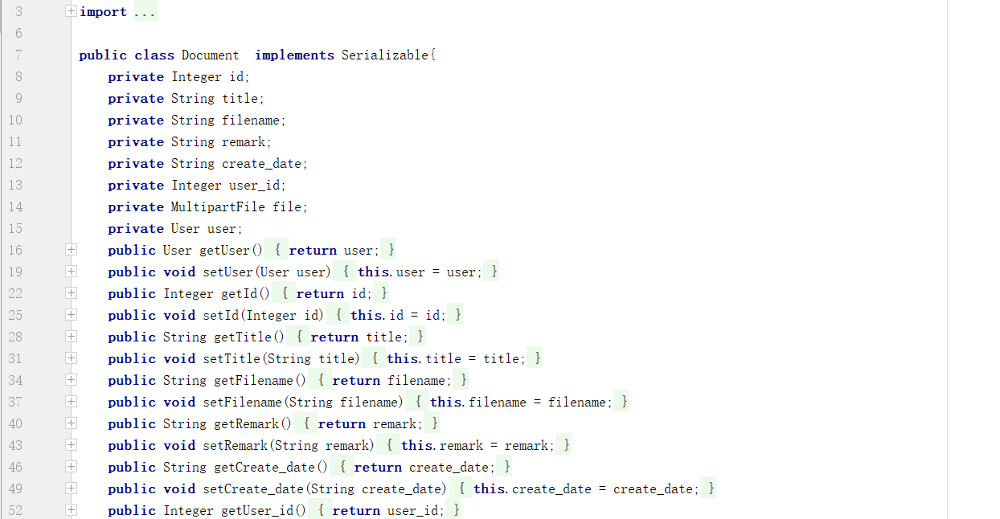 3 import ...
6
7 public class Document  implements Serializable{
8 private Integer id;
9 private String title;
10 private String filename;
11 private String remark;
12 private String create_date;
13 private Integer user_id;
14 private MultipartFile file;
15 private User user;
16 public User getUser() { return user; }
19 public void setUser(User user) { this.user = user; }
22 public Integer getId() { return id; }
25 public void setId(Integer id) { this.id = id; }
28 public String getTitle() { return title; }
31 public void setTitle(String title) { this.title = title; }
34 public String getFilename() { return filename; }
37 public void setFilename(String filename) { this.filename = filename; }
40 public String getRemark() { return remark; }
43 public void setRemark(String remark) { this.remark = remark; }
46 public String getCreate_date() { return create_date; }
49 public void setCreate_date(String create_date) { this.create_date = create_date; }
52 public Integer getUser_id() { return user_id; }